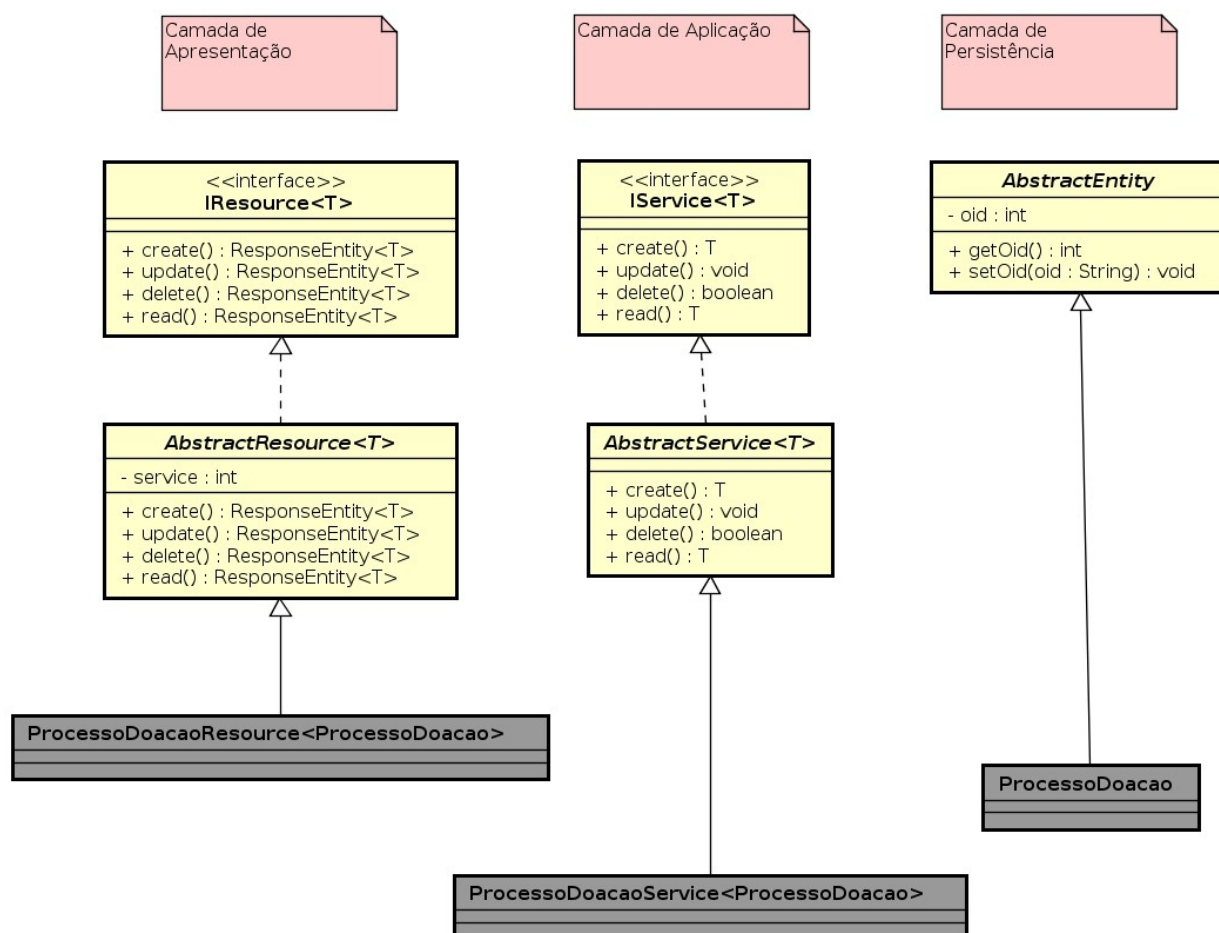 Camada de
Apresentação
Camada de Aplicação
Camada de
Persistência
<<interface>>
IResource<T>
+ create() : ResponseEntity<T>
+ update() : ResponseEntity<T>
+ delete() : ResponseEntity<T>
+ read() : ResponseEntity<T>
<<interface>>
IService<T>
+ create() : T
+ update() : void
+ delete() : boolean
+ read() : T
AbstractEntity
- oid : int
+ getOid() : int
+ setOid(oid : String) : void
AbstractResource<T>
- service : int
+ create() : ResponseEntity<T>
+ update() : ResponseEntity<T>
+ delete() : ResponseEntity<T>
+ read() : ResponseEntity<T>
AbstractService<T>
+ create() : T
+ update() : void
+ delete() : boolean
+ read() : T
ProcessoDoacaoResource<ProcessoDoacao>
ProcessoDoacao
ProcessoDoacaoService<ProcessoDoacao>